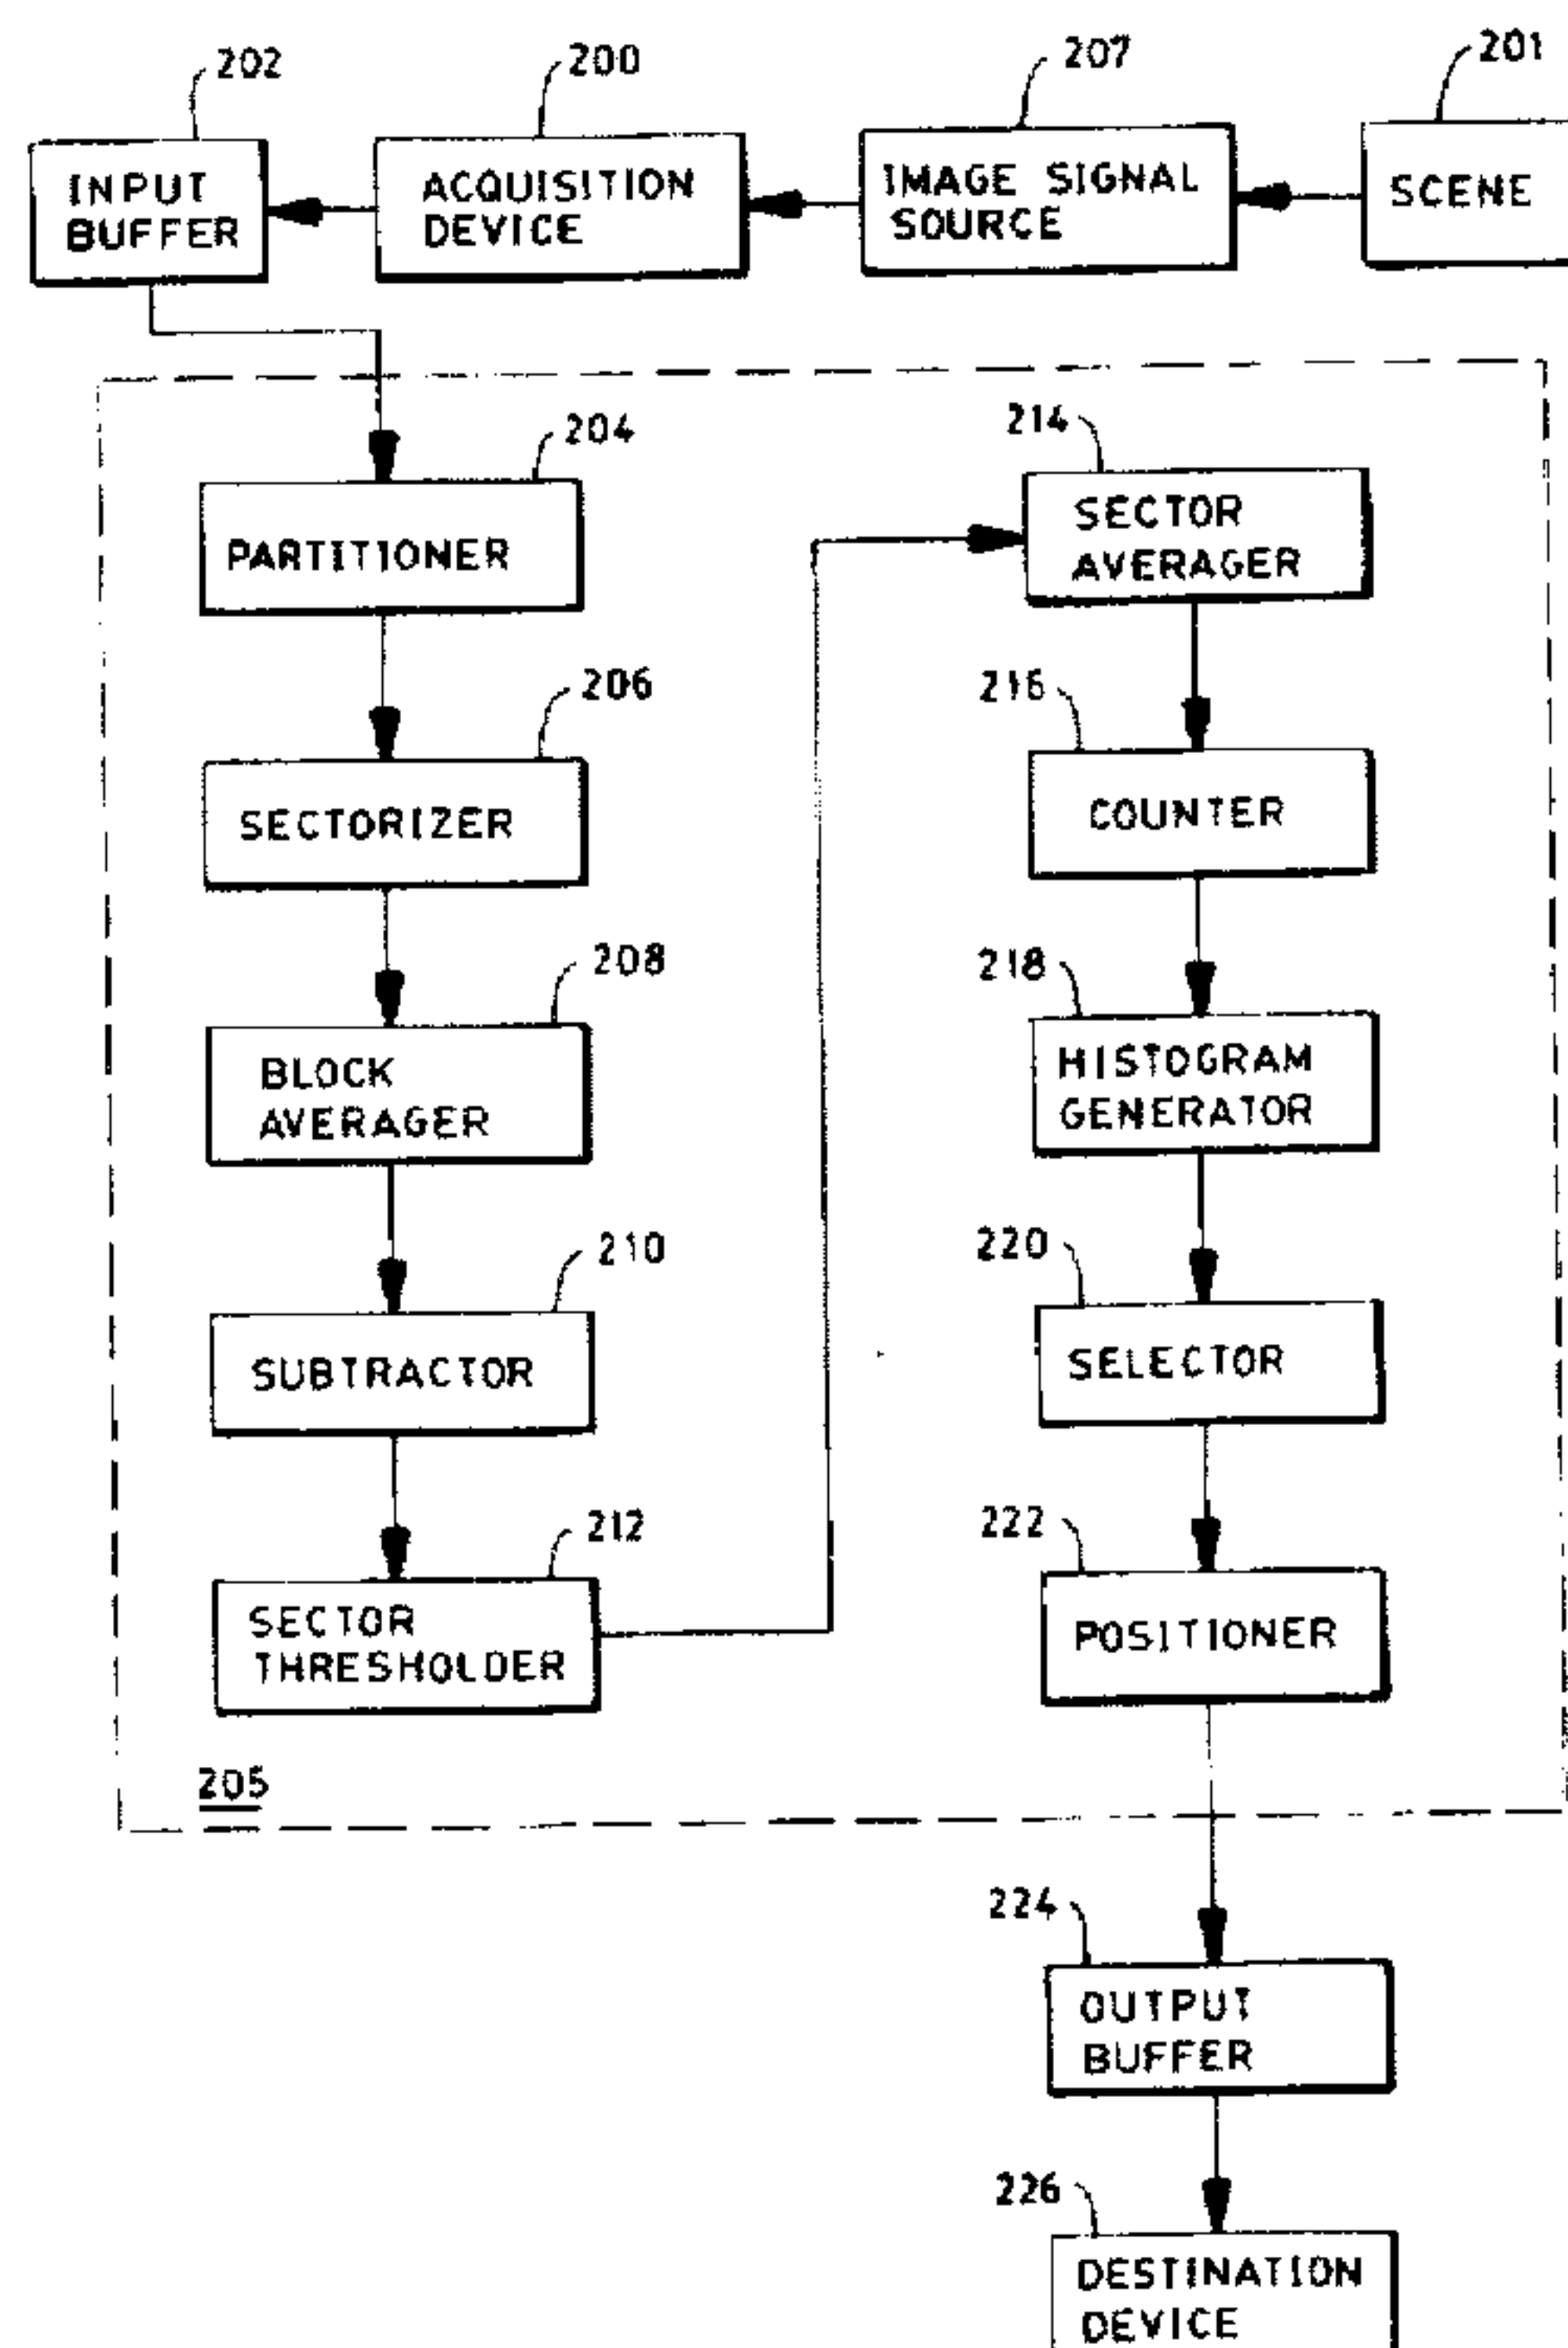 202
200
207
201
INPUT
BUFFER
ACQUISITION
DEVICE
IMAGE SIGNAL
SOURCE
SCENE
204
PARTITIONER
206
SECTORIZER
208
BLOCK
AVERAGER
210
SUBTRACTOR
212
SECTOR
THRESHOLDER
205
214
SECTOR
AVERAGER
216
COUNTER
218
HISTOGRAM
GENERATOR
220
SELECTOR
222
POSITIONER
224
OUTPUT
BUFFER
226
DESTINATION
DEVICE